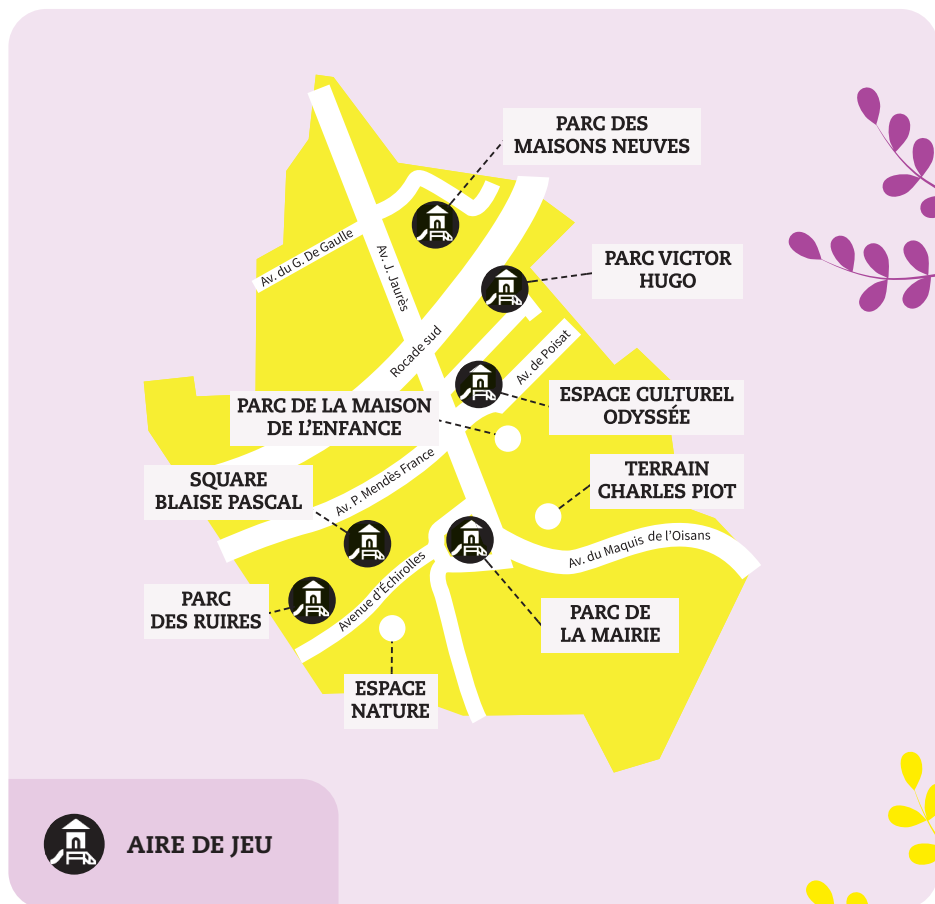 PARC DES
MAISONS NEUVES
PARC VICTOR
HUGO
Av. du G. De Gaulle
Av. J. Jaurès
Rocade sud
Av. de Poisat
ESPACE CULTUREL
ODYSSÉE
PARC DE LA MAISON
DE L'ENFANCE
TERRAIN
CHARLES PIOT
SQUARE
BLAISE PASCAL
Av. P. Mendès France
Av. du Maquis de l'Oisans
Avenue d'Échirolles
PARC
DES RUIRES
PARC DE
LA MAIRIE
ESPACE
NATURE
AIRE DE JEU